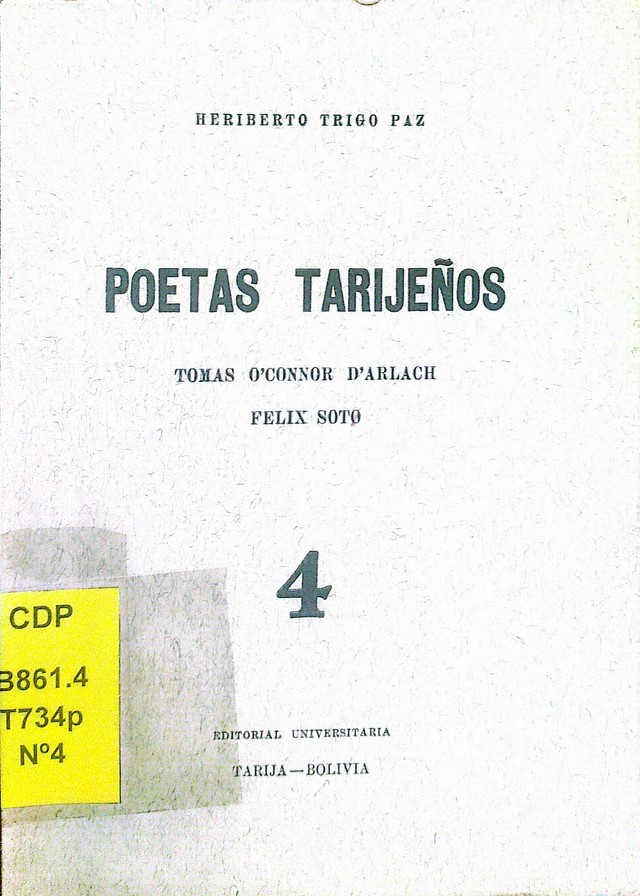 HERIBERTO TRIGO PAZ
POETAS TARIJEÑOS
TOMAS O'CONNOR D'ARLACH
FELIX SOTO
4
CDP
B861.4
T734p
Nº4
EDITORIAL UNIVERSITARIA
TARIJA—BOLIVIA